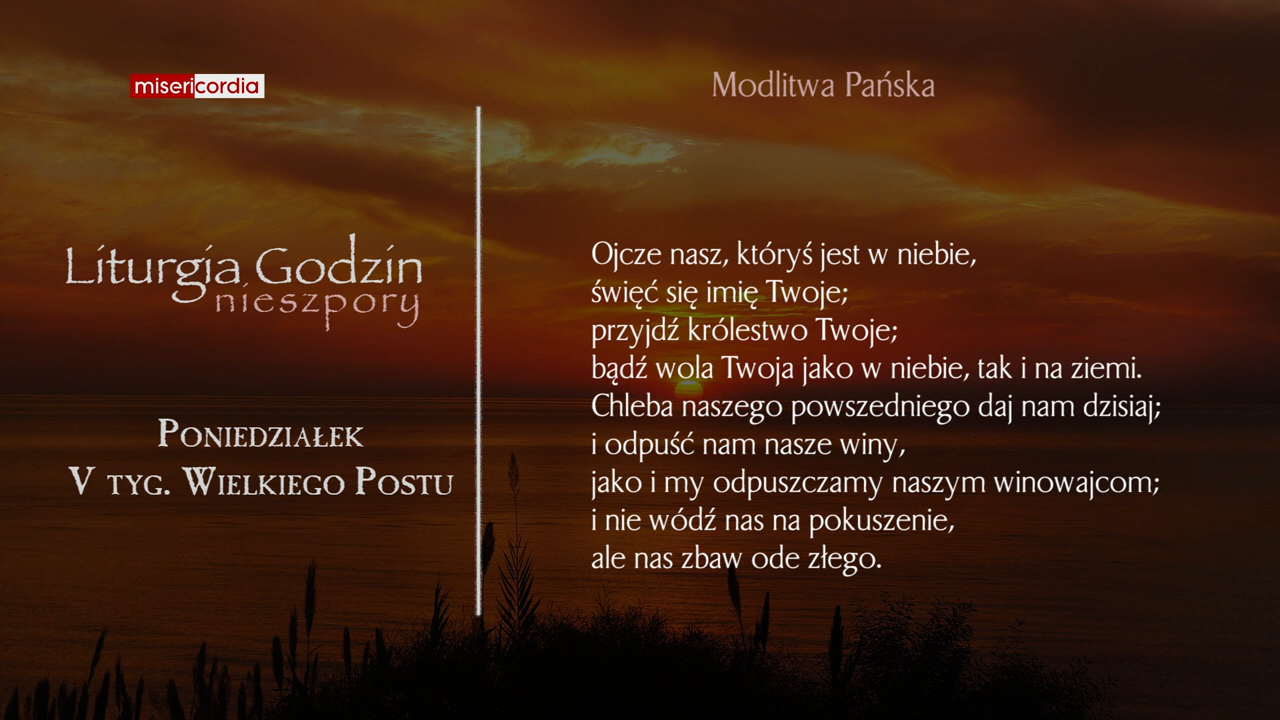 misericordia
Liturgia Godzin
nieszpory
Poniedziałek
V tyg. Wielkiego Postu
Modlitwa Pańska
Ojcze nasz, któryś jest w niebie,
święć się imię Twoje;
przyjdź królestwo Twoje;
bądź wola Twoja jako w niebie, tak i na ziemi.
Chleba naszego powszedniego daj nam dzisiaj;
i odpuść nam nasze winy,
jako i my odpuszczamy naszym winowajcom;
i nie wódź nas na pokuszenie,
ale nas zbaw ode złego.